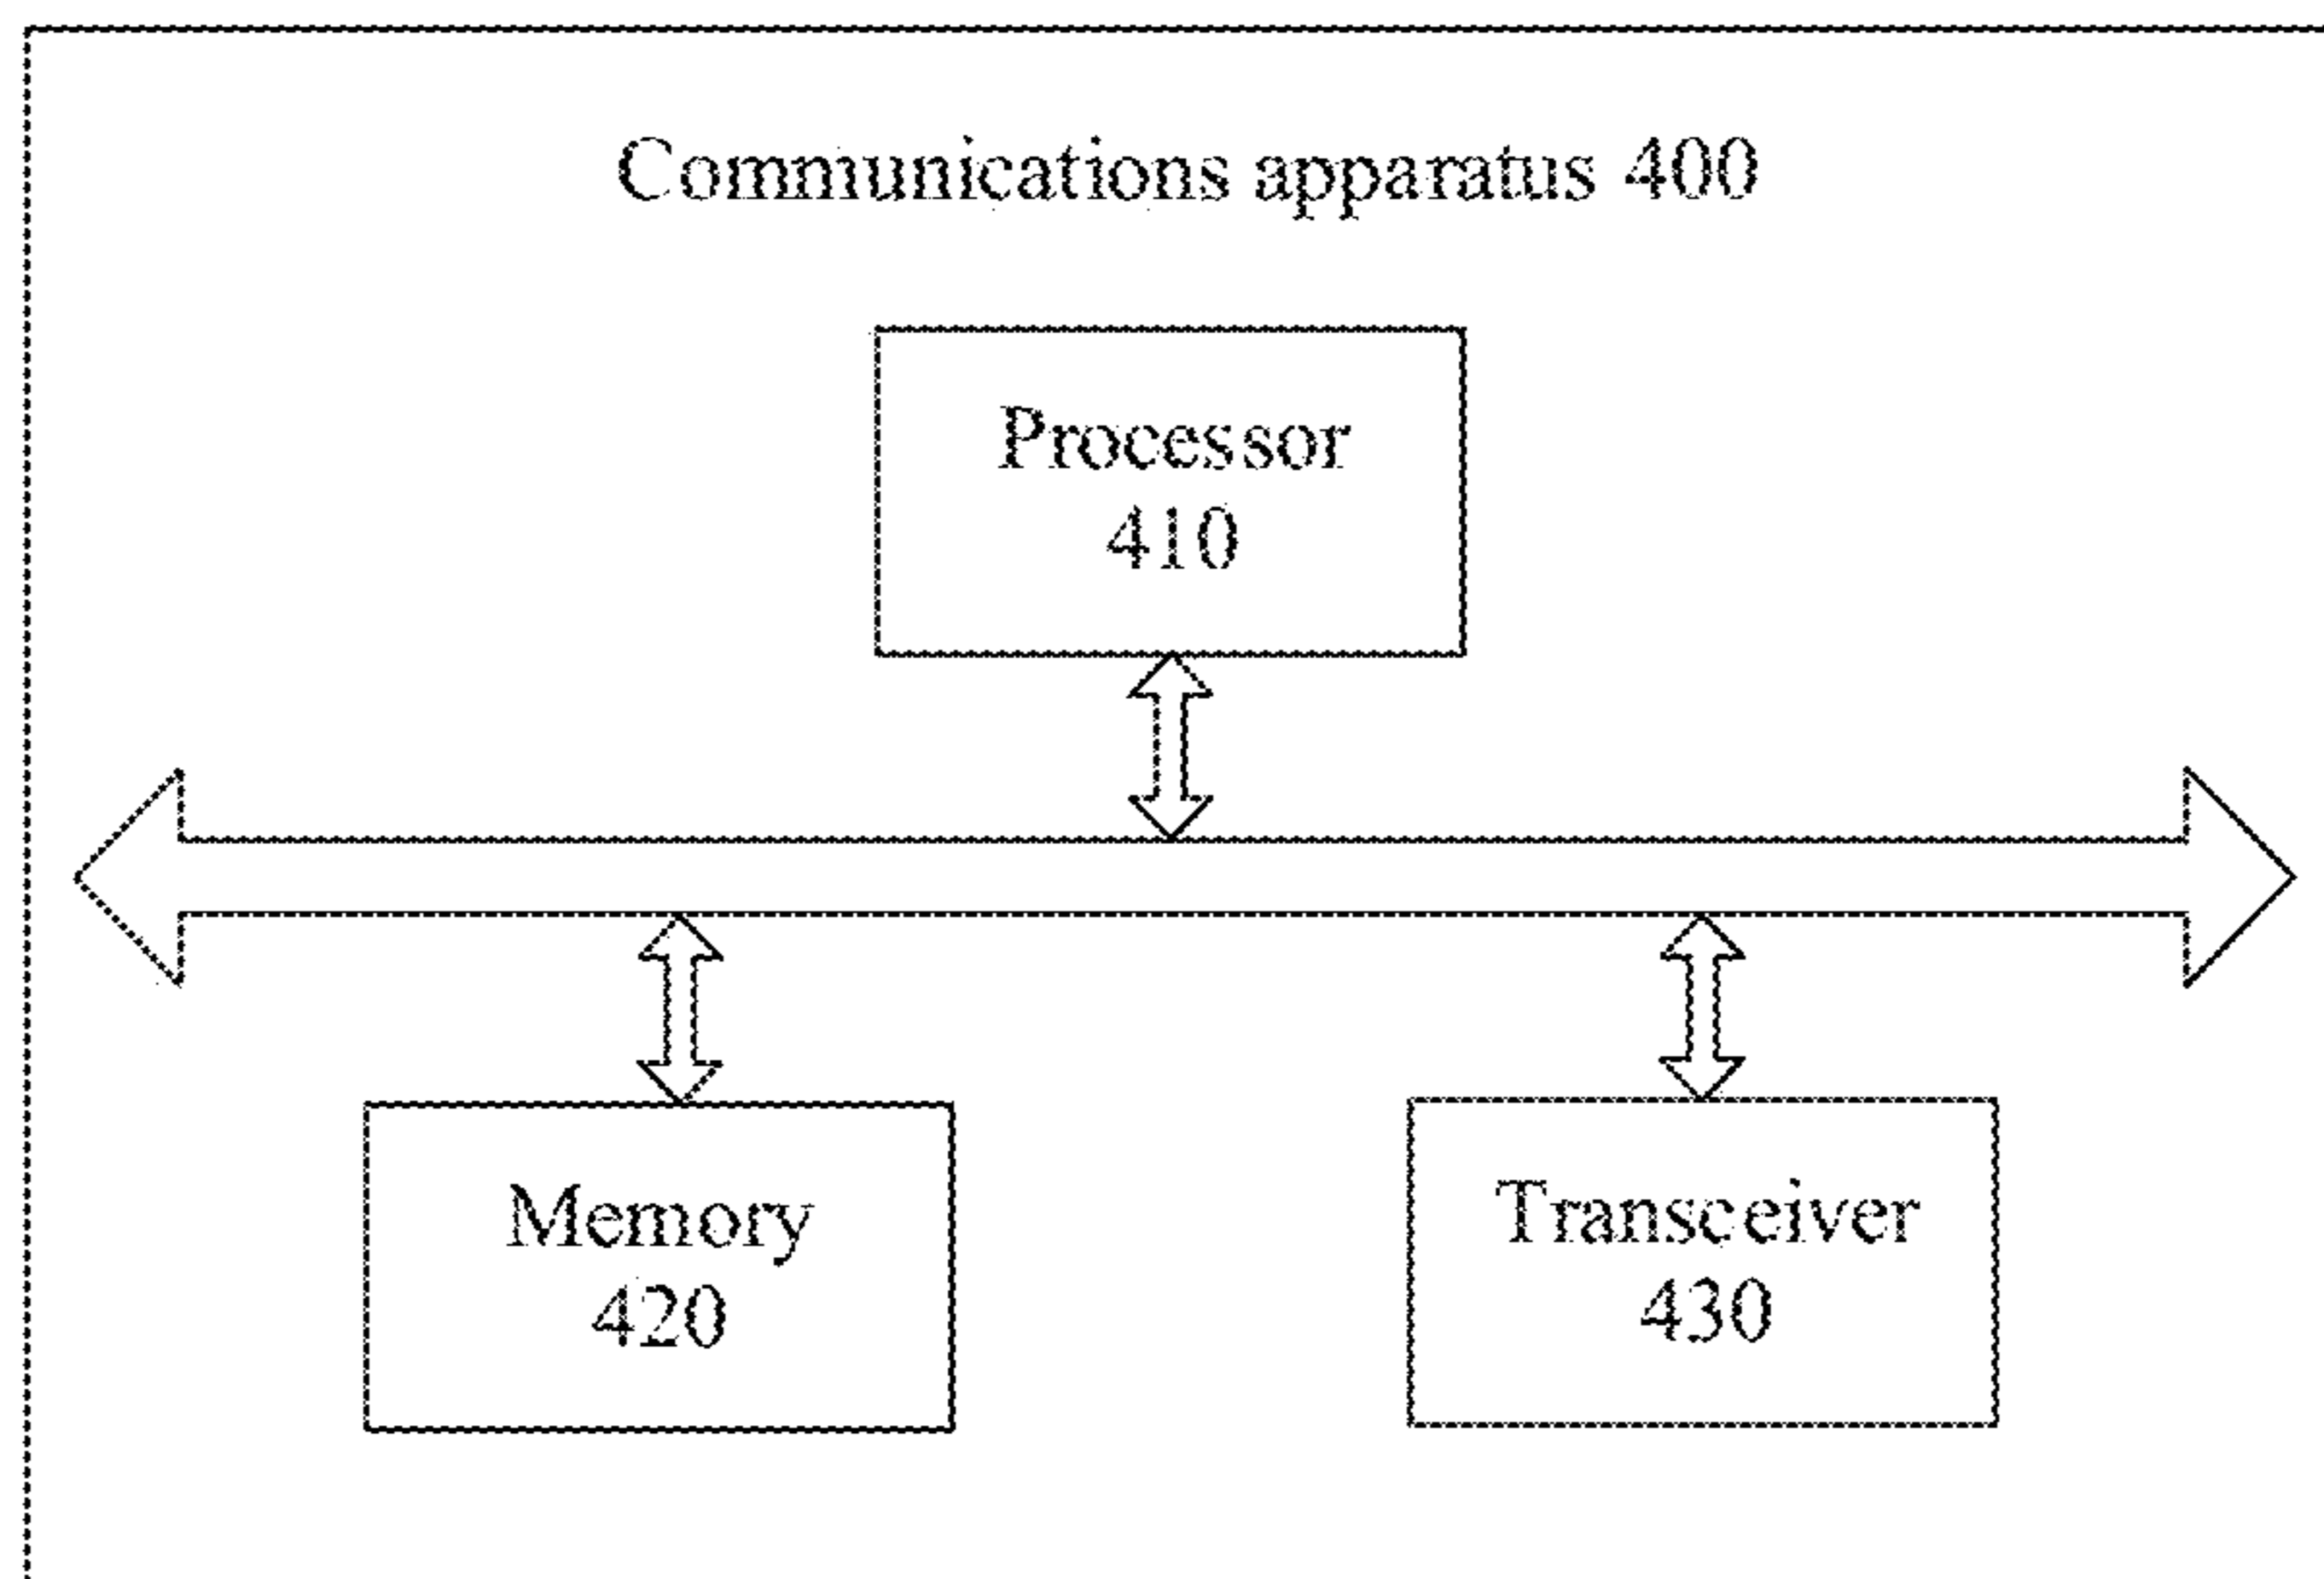 Communications apparatus 400
Processor
410
Memory
420
Transceiver
430